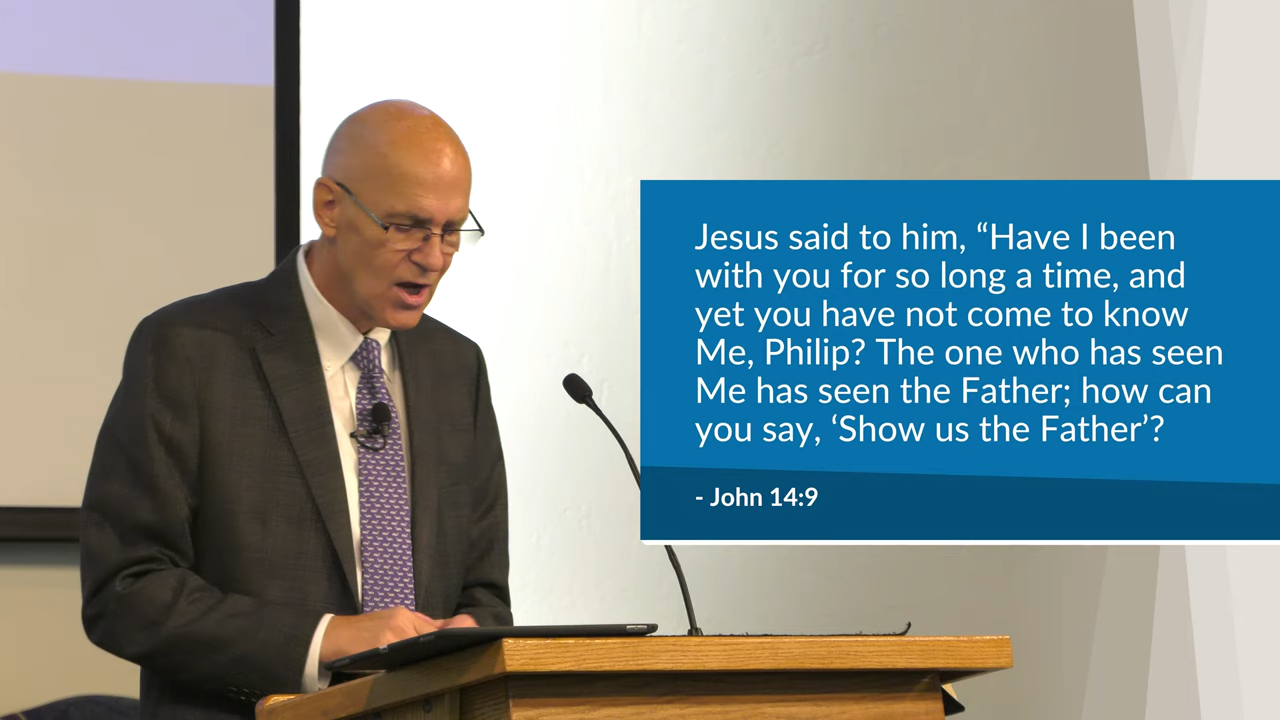 Jesus said to him, “Have I been
with you for so long a time, and
yet you have not come to know
Me, Philip? The one who has seen
Me has seen the Father; how can
you say, ‘Show us the Father’?
- John 14:9